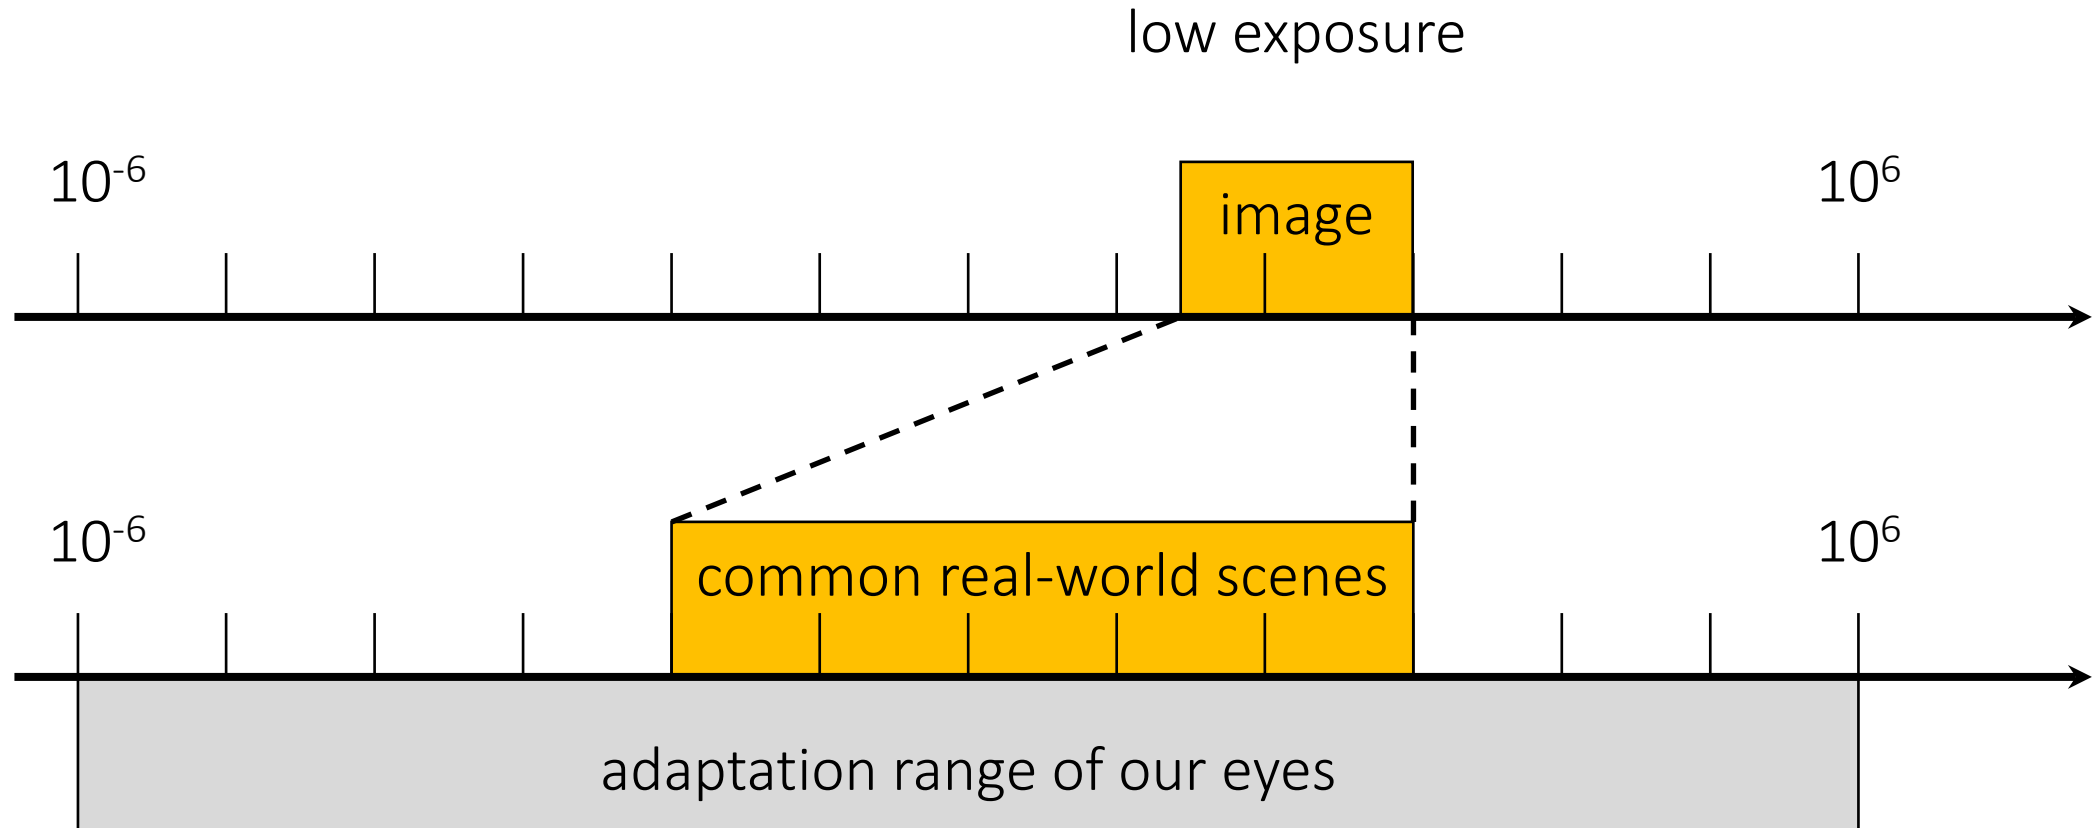 low exposure
10⁻⁶
image
10⁶
10⁻⁶
common real-world scenes
10⁶
adaptation range of our eyes